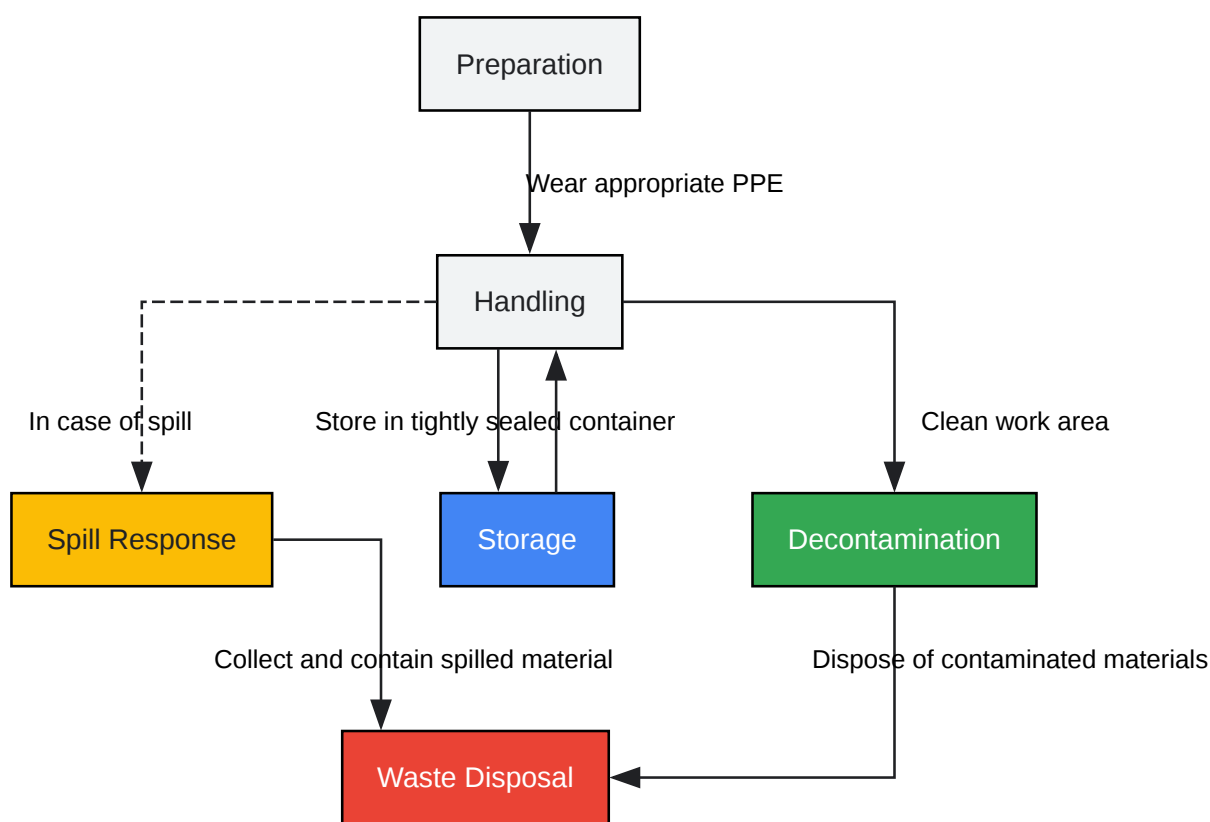 Preparation
Wear appropriate PPE
Handling
In case of spill
Store in tightly sealed container
Clean work area
Spill Response
Storage
Decontamination
Collect and contain spilled material
Dispose of contaminated materials
Waste Disposal